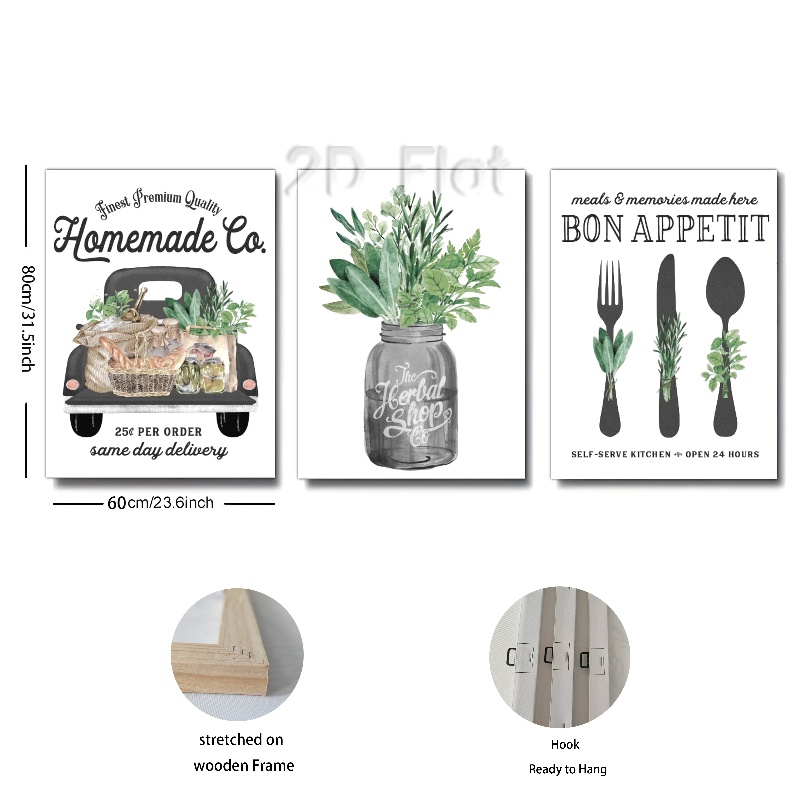 2D Flat
Finest Premium Quality
Homemade Co.
25¢ PER ORDER
same day delivery
The
Herbal
Shop
Co
meals & memories made here
BON APPETIT
SELF-SERVE KITCHEN OPEN 24 HOURS
80cm/31.5inch
60cm/23.6inch
stretched on
wooden Frame
Hook
Ready to Hang